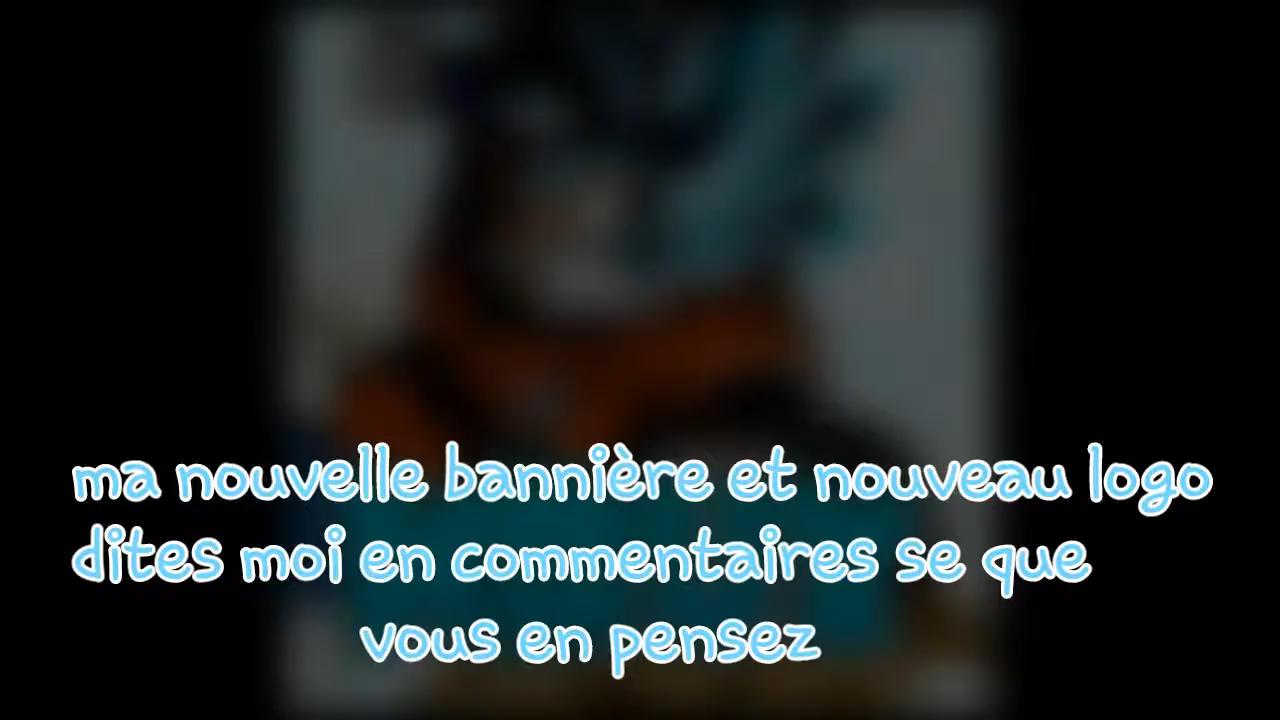 ma nouvelle bannière et nouveau logo
dites moi en commentaires se que
vous en pensez